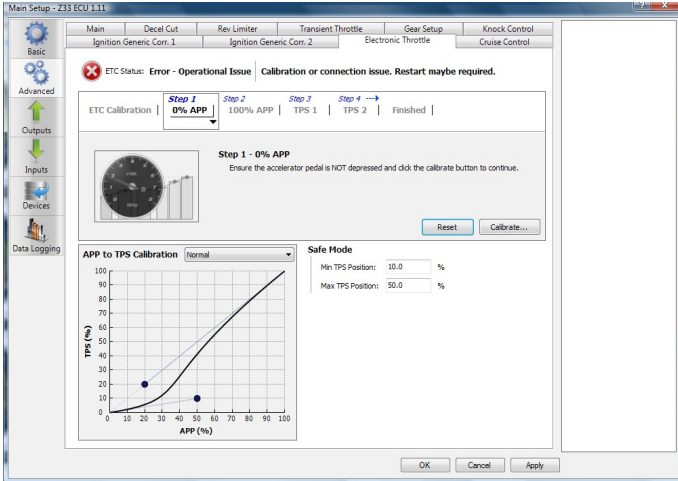 Main Setup - Z33 ECU 1.11
Basic
Advanced
Outputs
Inputs
Devices
Data Logging
Main Decel Cut Rev Limiter Transient Throttle Gear Setup Knock Control
Ignition Generic Corr. 1 Ignition Generic Corr. 2 Electronic Throttle Cruise Control
ETC Status: Error - Operational Issue Calibration or connection issue. Restart maybe required.
Step 1 Step 2 Step 3 Step 4
ETC Calibration 0% APP 100% APP TPS 1 TPS 2 Finished
Step 1 - 0% APP
Ensure the accelerator pedal is NOT depressed and click the calibrate button to continue.
Reset Calibrate...
APP to TPS Calibration Normal
TPS (%)
100
90
80
70
60
50
40
30
20
10
0
0 10 20 30 40 50 60 70 80 90 100
APP (%)
Safe Mode
Min TPS Position: 10.0 %
Max TPS Position: 50.0 %
OK Cancel Apply